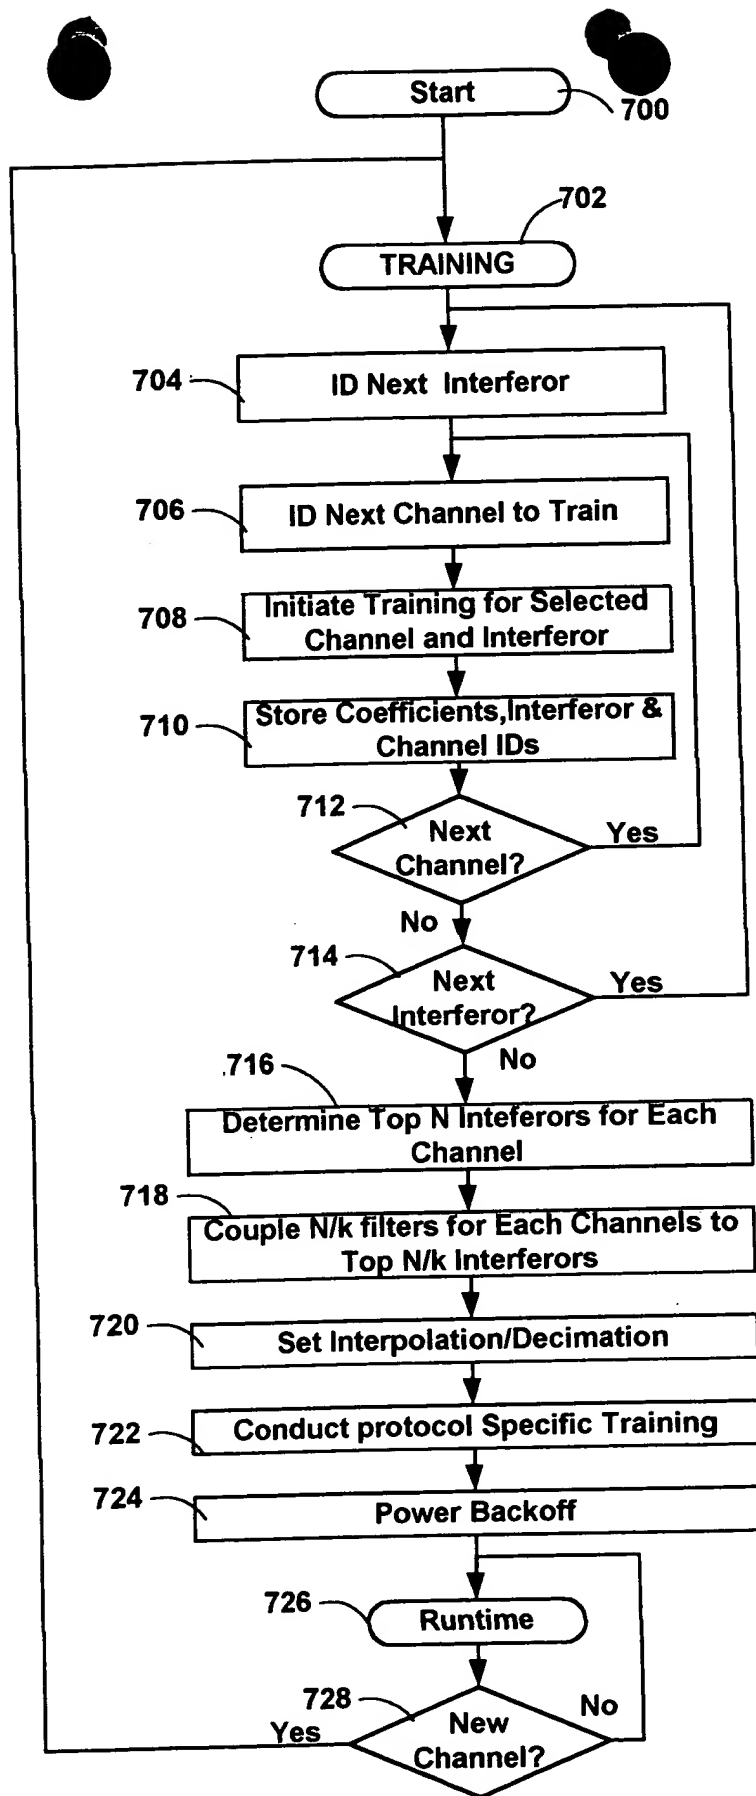 Start
700
702
TRAINING
704
ID Next Interferor
706
ID Next Channel to Train
708
Initiate Training for Selected
Channel and Interferor
710
Store Coefficients,Interferor &
Channel IDs
712
Next
Channel?
Yes
No
714
Next
Interferor?
Yes
No
716
Determine Top N Inteferors for Each
Channel
718
Couple N/k filters for Each Channels to
Top N/k Interferors
720
Set Interpolation/Decimation
722
Conduct protocol Specific Training
724
Power Backoff
726
Runtime
728
New
Channel?
No
Yes